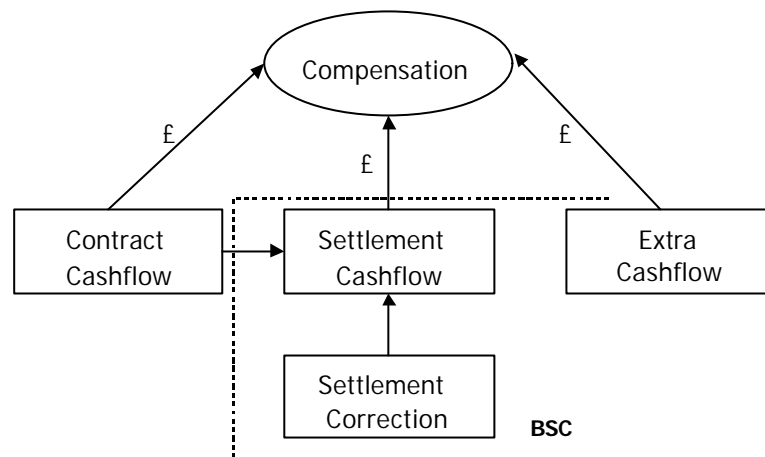 Compensation
£
£
£
Contract
Cashflow
Settlement
Cashflow
Extra
Cashflow
Settlement
Correction
BSC